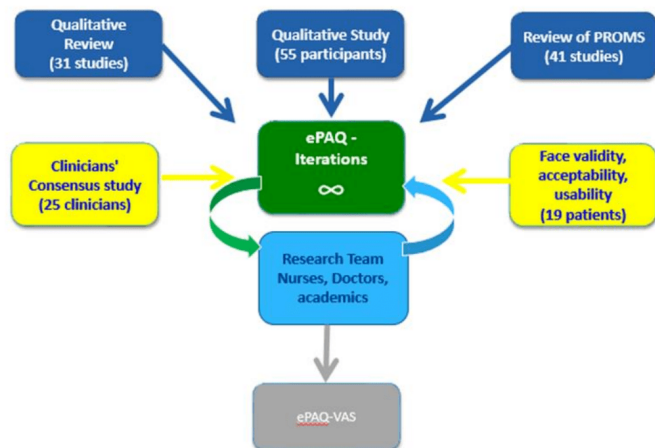 Qualitative
Review
(31 studies)
Qualitative Study
(55 participants)
Review of PROMS
(41 studies)
ePAQ -
Iterations
∞
Clinicians'
Consensus study
(25 clinicians)
Face validity,
acceptability,
usability
(19 patients)
Research Team
Nurses, Doctors,
academics
ePAQ-VAS